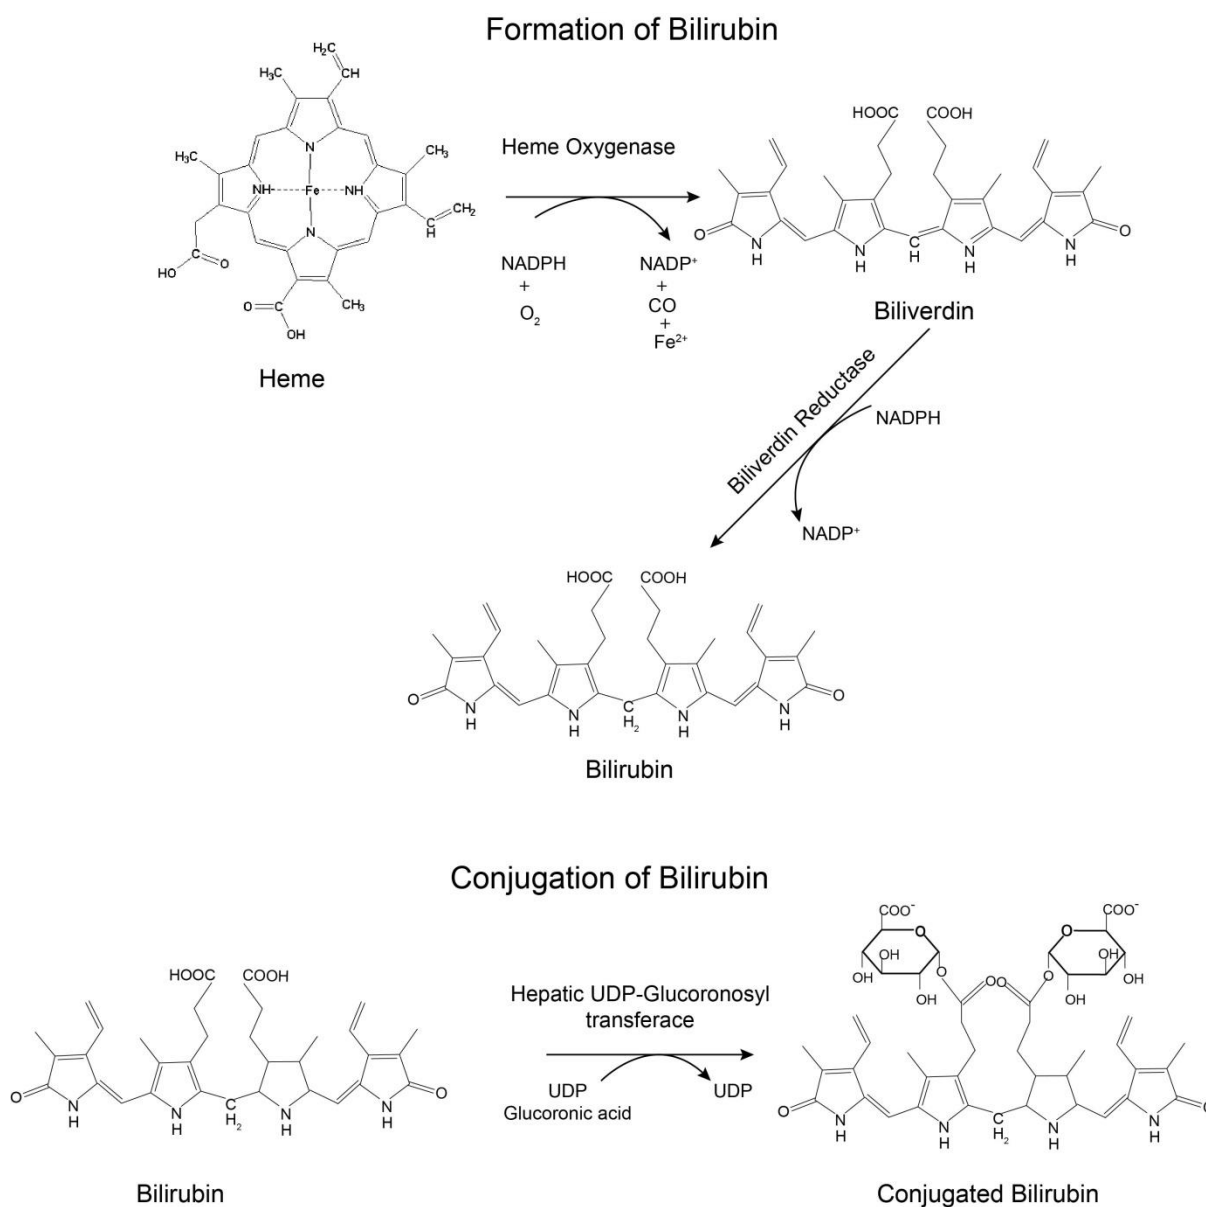 Formation of Bilirubin
H₂C
CH
H₃C
H₃C
CH₃
N
NH
Fe
NH
N
CH₂
C
H
C
O
HO
O
C
OH
CH₃
Heme
Heme Oxygenase
NADPH
+
O₂
NADP⁺
+
CO
+
Fe²⁺
HOOC
COOH
O
N
H
N
H
C
H
N
H
N
H
O
Biliverdin
Biliverdin Reductase
NADPH
NADP⁺
HOOC
COOH
O
N
H
N
H
C
H₂
N
H
N
H
O
Bilirubin
Conjugation of Bilirubin
HOOC
COOH
O
N
H
N
H
C
H₂
N
H
N
H
O
Bilirubin
Hepatic UDP-Glucoronosyl
transferace
UDP
Glucoronic acid
UDP
COO⁻
O
OH
OH
OH
O
O
COO⁻
O
OH
OH
OH
O
O
O
N
H
N
H
C
H₂
N
H
N
H
O
Conjugated Bilirubin